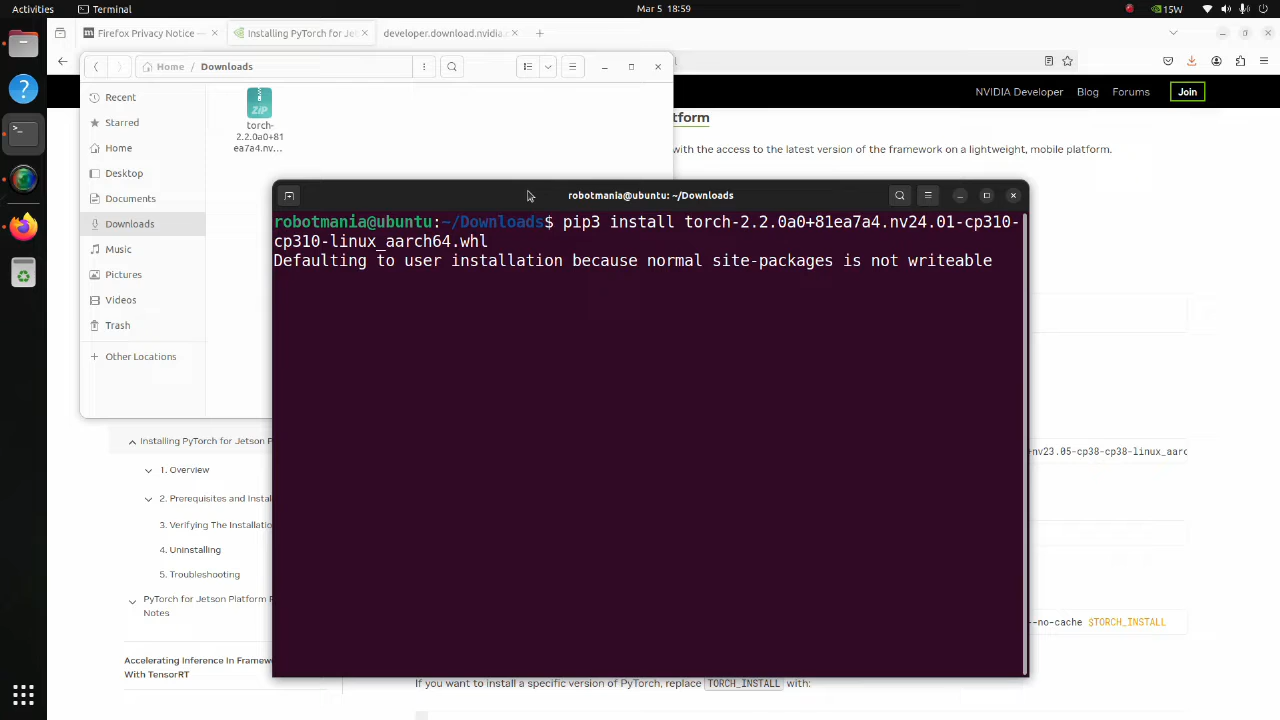 Activities
Terminal
Mar 5 18:59
15W
Firefox Privacy Notice —
Installing PyTorch for Je
developer.download.nvidia
Home / Downloads
NVIDIA Developer
Blog
Forums
Join
Recent
Starred
Home
Desktop
Documents
Downloads
Music
Pictures
Videos
Trash
Other Locations
ZIP
torch-
2.2.0a0+81
ea7a4.nv…
tform
with the access to the latest version of the framework on a lightweight, mobile platform.
robotmania@ubuntu: ~/Downloads
robotmania@ubuntu:~/Downloads$ pip3 install torch-2.2.0a0+81ea7a4.nv24.01-cp310-
cp310-linux_aarch64.whl
Defaulting to user installation because normal site-packages is not writeable
Installing PyTorch for Jetson P
nv23.05-cp38-cp38-linux_aarc
1. Overview
2. Prerequisites and Instal
3. Verifying The Installation
4. Uninstalling
5. Troubleshooting
PyTorch for Jetson Platform R
Notes
--no-cache $TORCH_INSTALL
Accelerating Inference In Framew
With TensorRT
If you want to install a specific version of PyTorch, replace TORCH_INSTALL with: